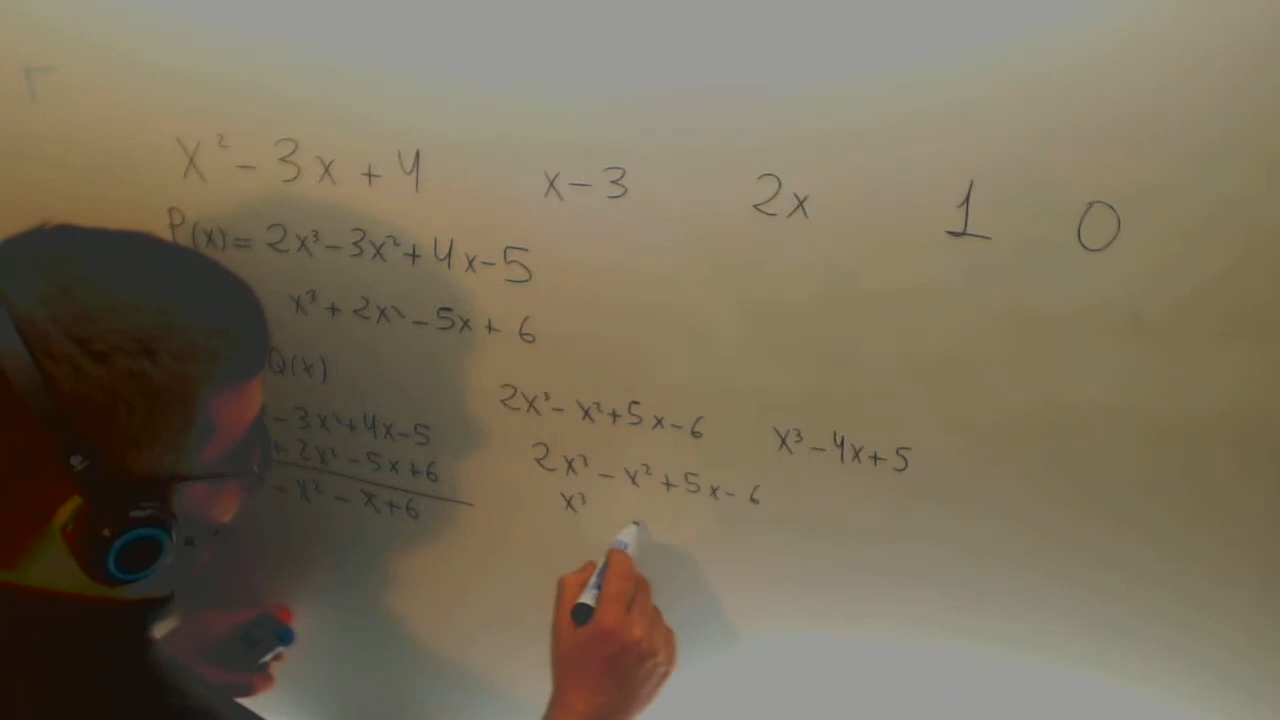 x² - 3x + 4 x - 3 2x 1 0
P(x) = 2x³ - 3x² + 4x - 5
x³ + 2x² - 5x + 6
Q(x)
- 3x² + 4x - 5
+ 2x² - 5x + 6
- x² - x + 6
2x³ - x² + 5x - 6 x³ - 4x + 5
2x³ - x² + 5x - 6
x³